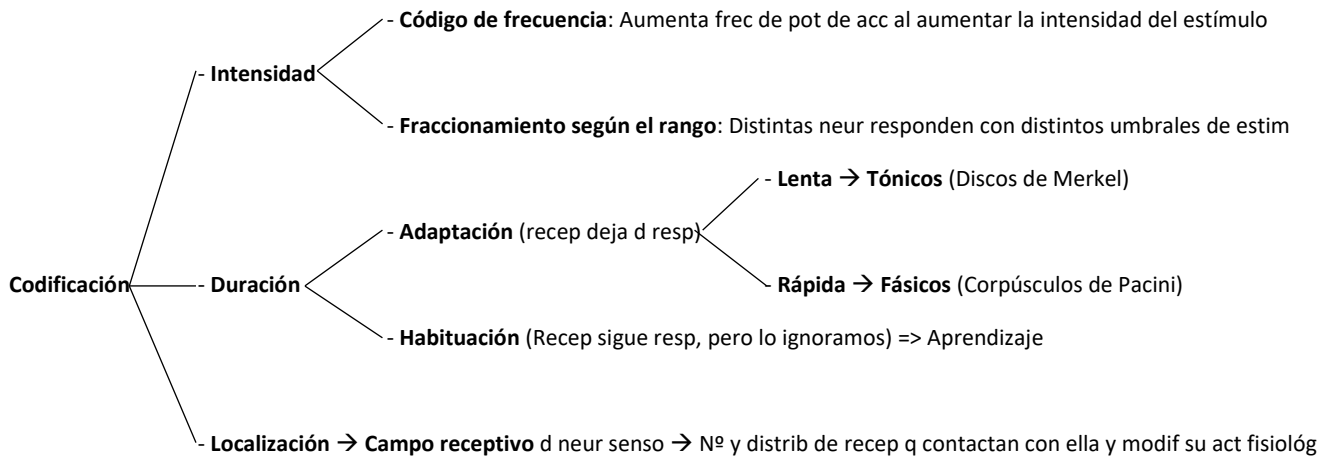 - Código de frecuencia: Aumenta frec de pot de acc al aumentar la intensidad del estímulo
- Intensidad
- Fraccionamiento según el rango: Distintas neur responden con distintos umbrales de estim
- Lenta → Tónicos (Discos de Merkel)
- Adaptación (recep deja d resp)
Codificación
- Duración
- Rápida → Fásicos (Corpúsculos de Pacini)
- Habituación (Recep sigue resp, pero lo ignoramos) => Aprendizaje
- Localización → Campo receptivo d neur senso → Nº y distrib de recep q contactan con ella y modif su act fisiológ